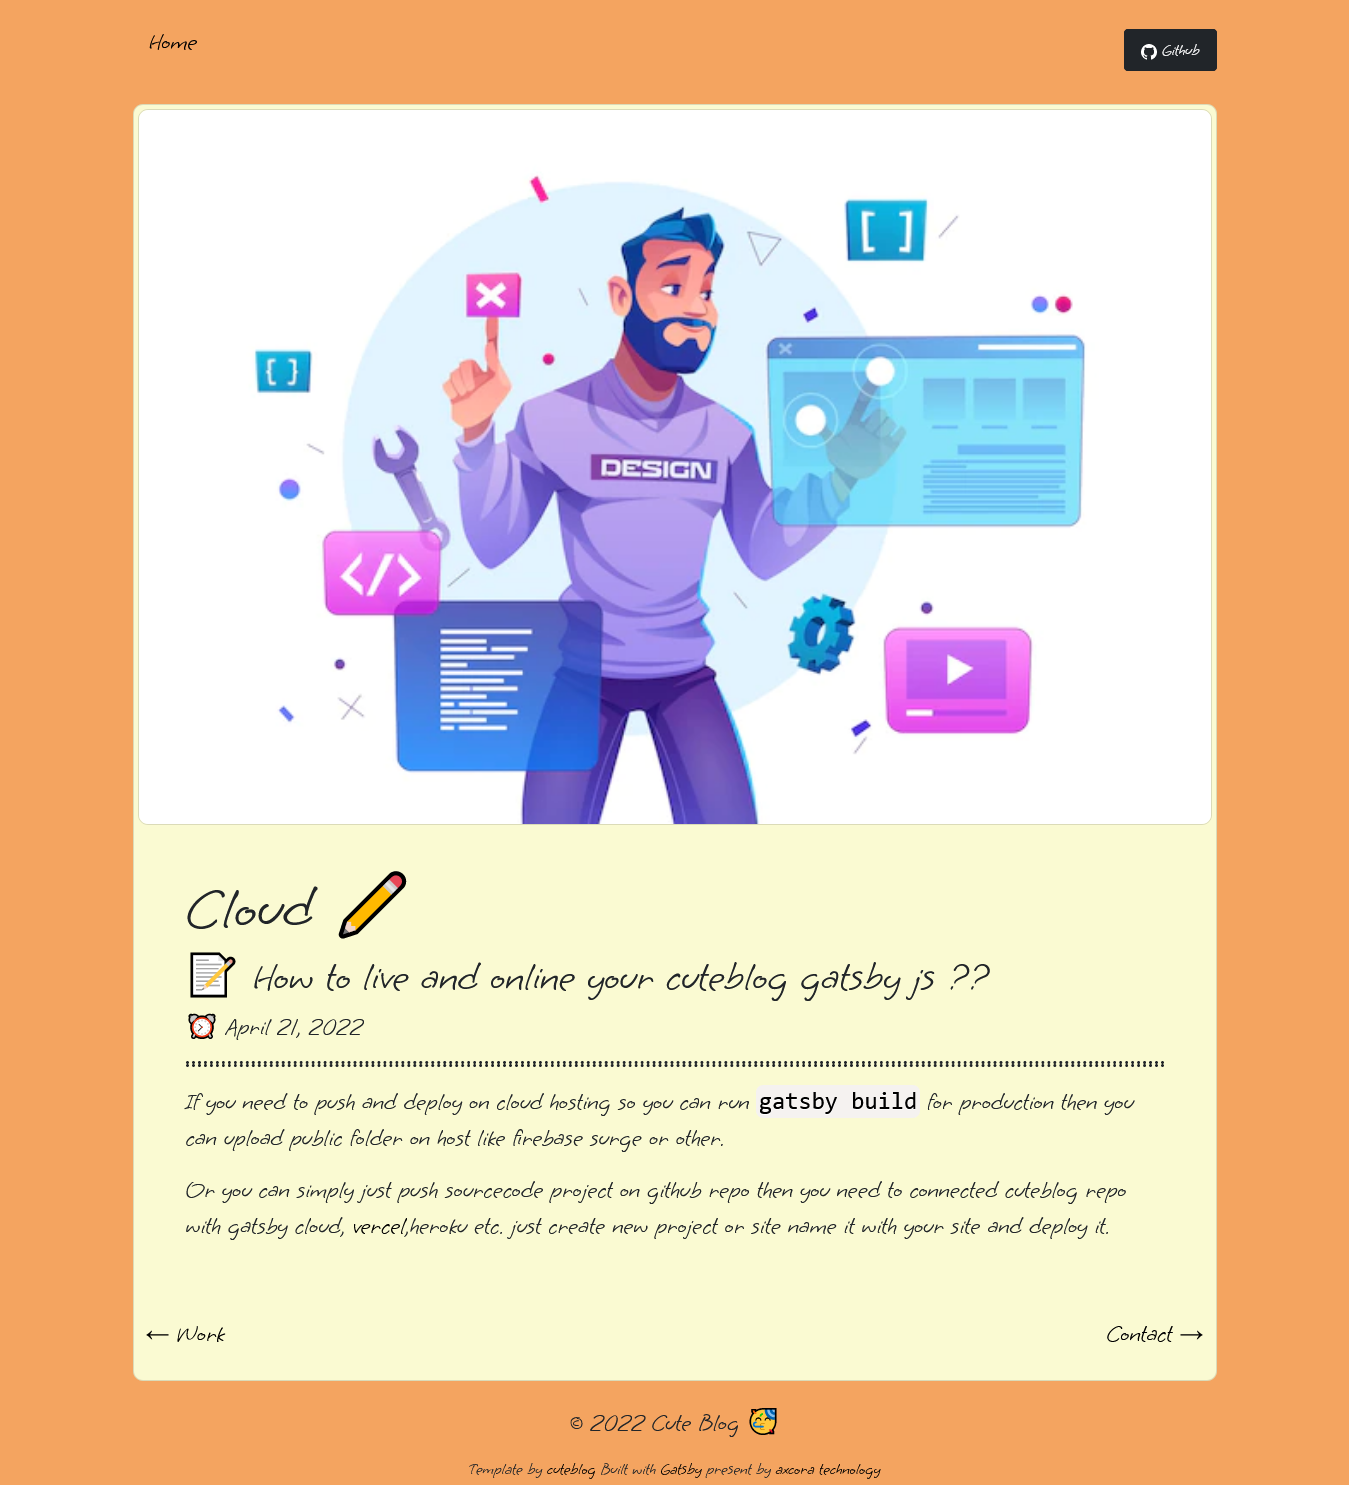 Home
Github
[ ]
{ }
DESIGN
</>
Cloud
How to live and online your cuteblog gatsby js ??
April 21, 2022
If you need to push and deploy on cloud hosting so you can run gatsby build for production then you
can upload public folder on host like firebase surge or other.
Or you can simply just push sourcecode project on github repo then you need to connected cuteblog repo
with gatsby cloud, vercel,heroku etc. just create new project or site name it with your site and deploy it.
← Work
Contact →
© 2022 Cute Blog
Template by cuteblog Built with Gatsby present by axcora technology